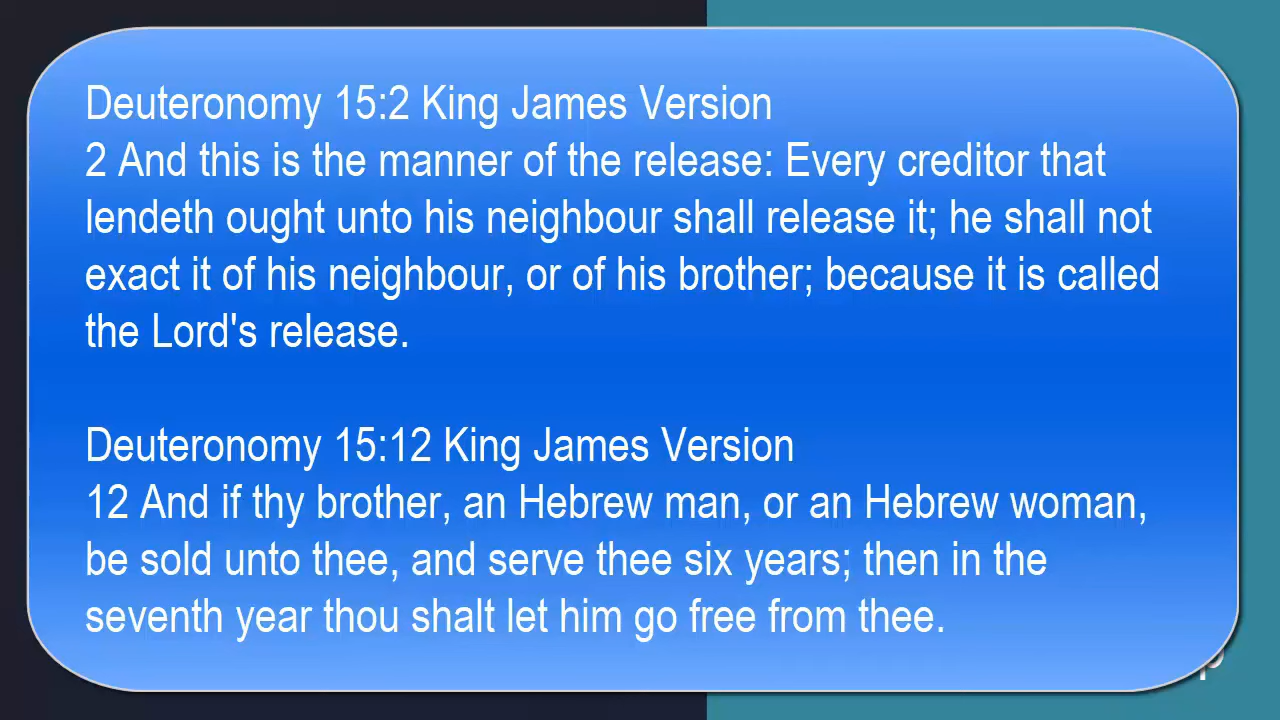 Deuteronomy 15:2 King James Version
2 And this is the manner of the release: Every creditor that
lendeth ought unto his neighbour shall release it; he shall not
exact it of his neighbour, or of his brother; because it is called
the Lord's release.
Deuteronomy 15:12 King James Version
12 And if thy brother, an Hebrew man, or an Hebrew woman,
be sold unto thee, and serve thee six years; then in the
seventh year thou shalt let him go free from thee.